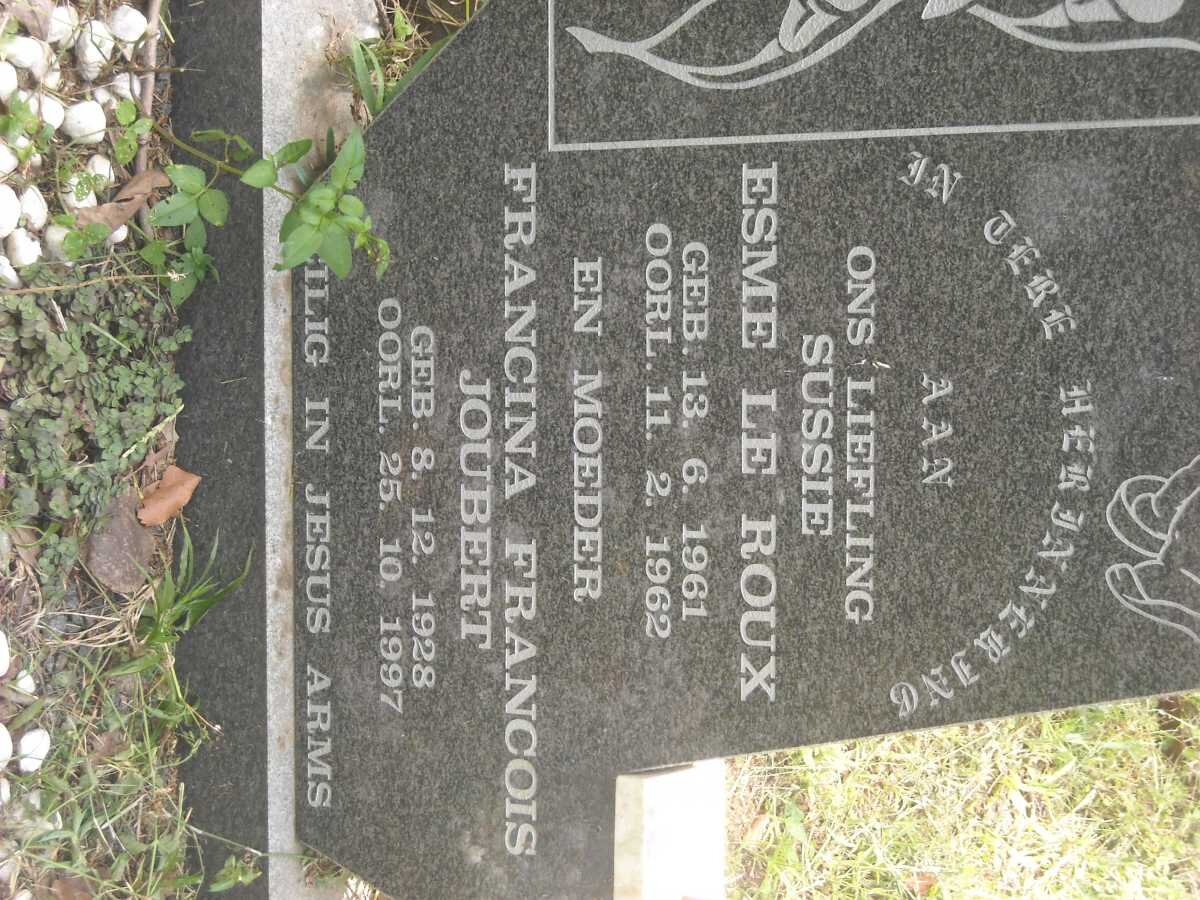 IN TERE HERINNERING
AAN
ONS LIEFLING
SUSSIE
ESME LE ROUX
GEB. 13. 6. 1961
OORL. 11. 2. 1962
EN MOEDER
FRANCINA FRANCOIS
JOUBERT
GEB. 8. 12. 1928
OORL. 25. 10. 1997
ILIG IN JESUS ARMS